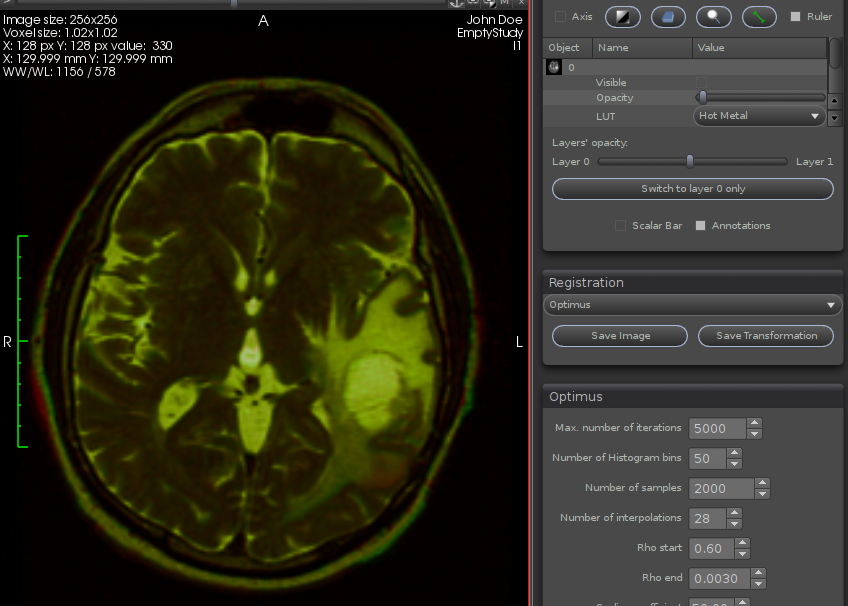 Image size: 256x256
Voxel size: 1.02x1.02
X: 128 px Y: 128 px value: 330
X: 129.999 mm Y: 129.999 mm
WW/WL: 1156 / 578
A
John Doe
EmptyStudy
I1
R
L
Axis
Ruler
Object Name Value
0
Visible
Opacity
LUT Hot Metal
Layers' opacity:
Layer 0 Layer 1
Switch to layer 0 only
Scalar Bar Annotations
Registration
Optimus
Save Image Save Transformation
Optimus
Max. number of iterations 5000
Number of Histogram bins 50
Number of samples 2000
Number of interpolations 28
Rho start 0.60
Rho end 0.0030